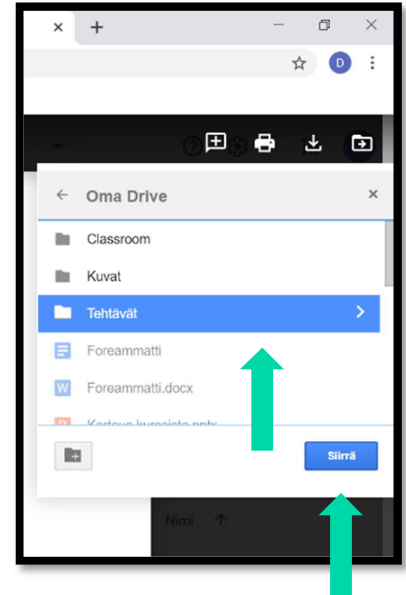 D
Oma Drive
Classroom
Kuvat
Tehtävät
Foreammatti
W Foreammatti.docx
Siirrä
Nimi